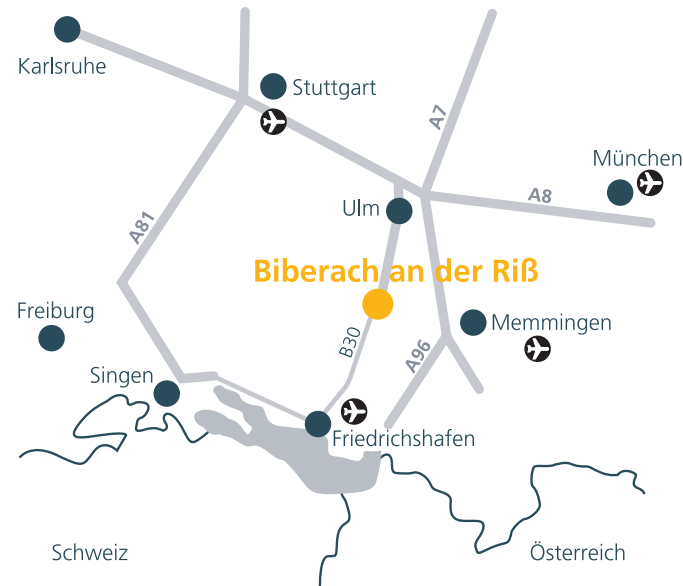 Karlsruhe
Stuttgart
A7
München
A8
Ulm
A81
Biberach an der Riß
Freiburg
Memmingen
B30
A96
Singen
Friedrichshafen
Schweiz
Österreich